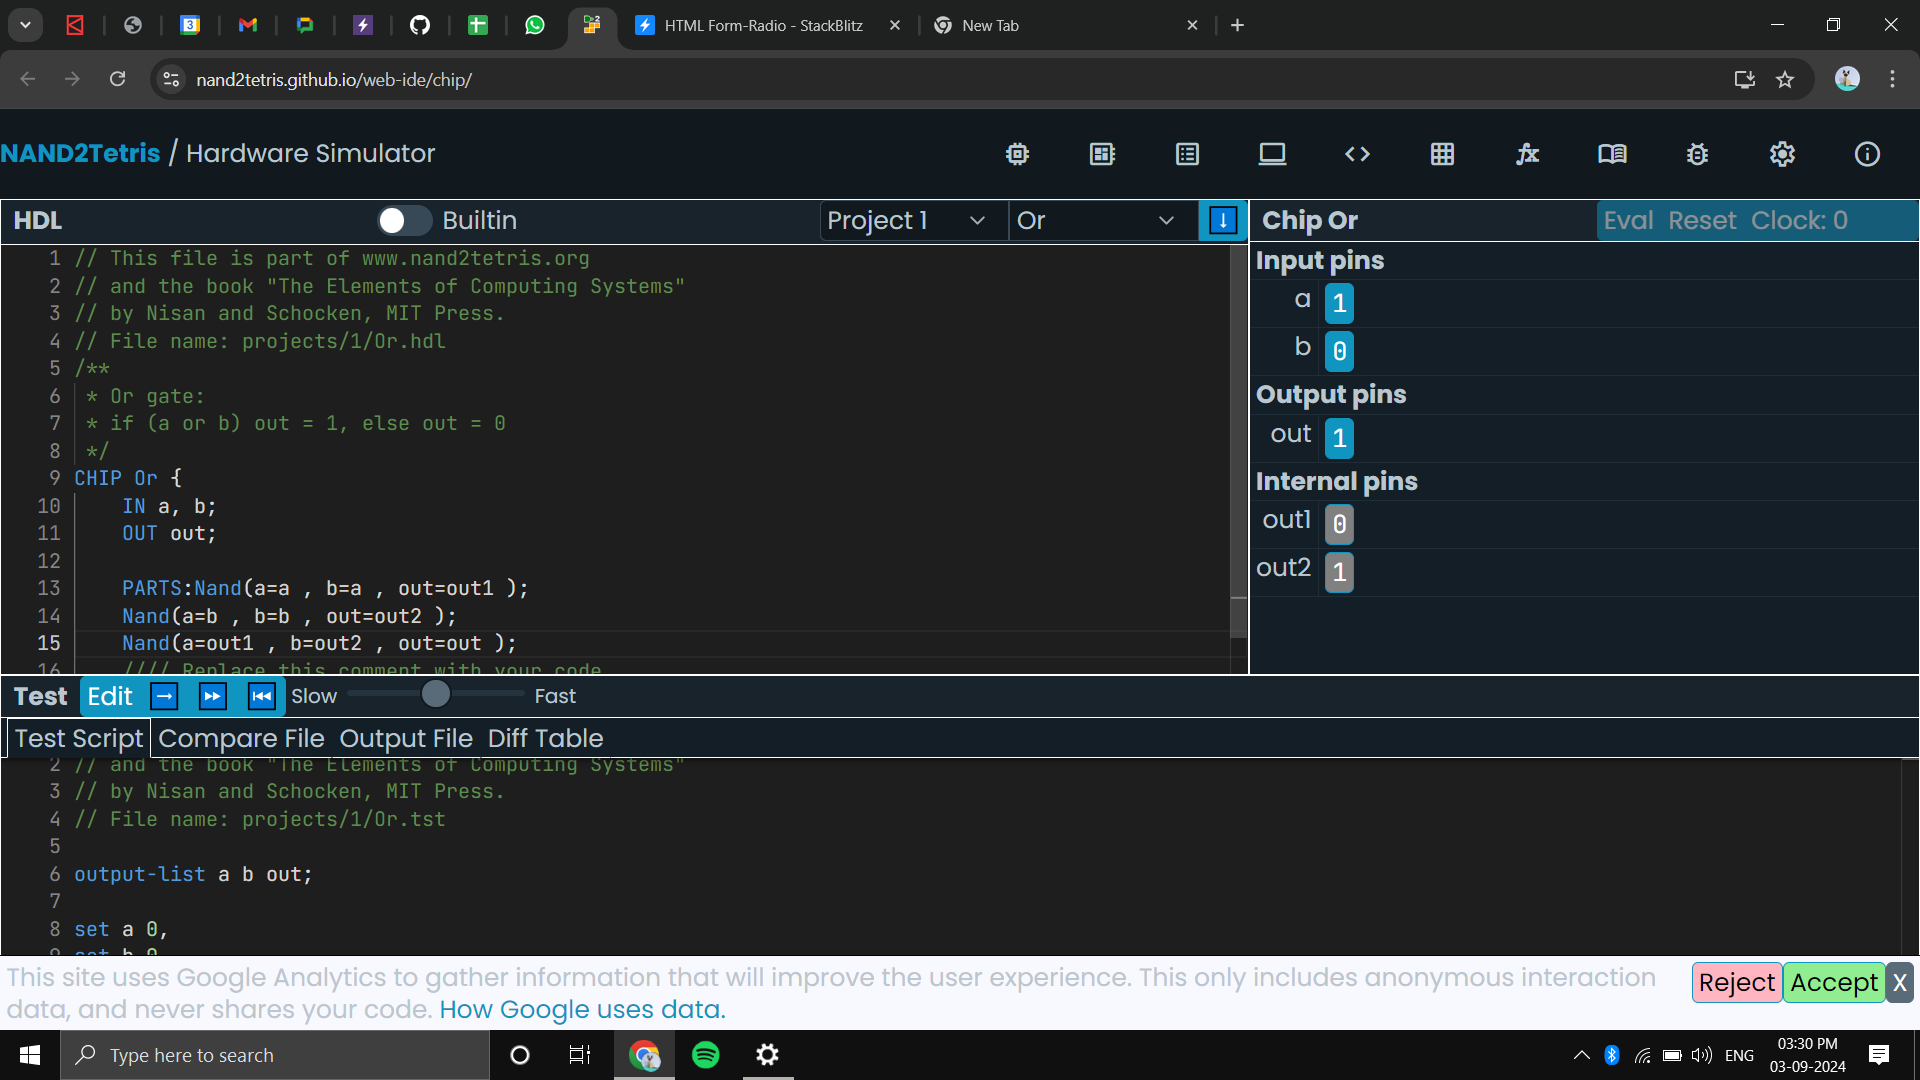 HTML Form-Radio - StackBlitz
New Tab
nand2tetris.github.io/web-ide/chip/
NAND2Tetris / Hardware Simulator
HDL
Builtin
Project 1
Or
1 // This file is part of www.nand2tetris.org
2 // and the book "The Elements of Computing Systems"
3 // by Nisan and Schocken, MIT Press.
4 // File name: projects/1/Or.hdl
5 /**
6 * Or gate:
7 * if (a or b) out = 1, else out = 0
8 */
9 CHIP Or {
10 IN a, b;
11 OUT out;
12
13 PARTS:Nand(a=a , b=a , out=out1 );
14 Nand(a=b , b=b , out=out2 );
15 Nand(a=out1 , b=out2 , out=out );
16 //// Replace this comment with your code
Chip Or
Eval Reset Clock: 0
Input pins
a 1
b 0
Output pins
out 1
Internal pins
out1 0
out2 1
Test Edit
Slow
Fast
Test Script Compare File Output File Diff Table
2 // and the book "The Elements of Computing Systems"
3 // by Nisan and Schocken, MIT Press.
4 // File name: projects/1/Or.tst
5
6 output-list a b out;
7
8 set a 0,
9 set b 0
This site uses Google Analytics to gather information that will improve the user experience. This only includes anonymous interaction
data, and never shares your code. How Google uses data.
Reject Accept X
Type here to search
ENG
03:30 PM
03-09-2024